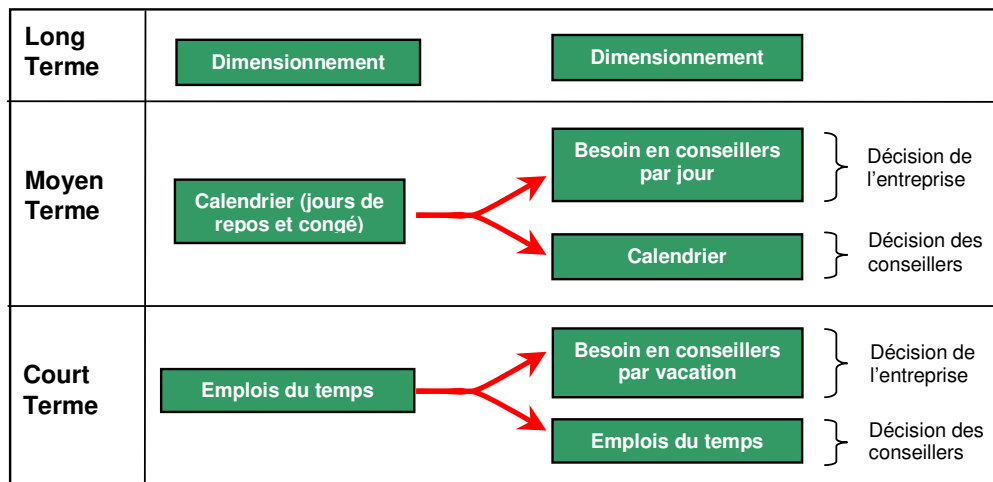 Long
Terme
Dimensionnement
Dimensionnement
Moyen
Terme
Calendrier (jours de
repos et congé)
Besoin en conseillers
par jour
Décision de
l'entreprise
Calendrier
Décision des
conseillers
Court
Terme
Emplois du temps
Besoin en conseillers
par vacation
Décision de
l'entreprise
Emplois du temps
Décision des
conseillers